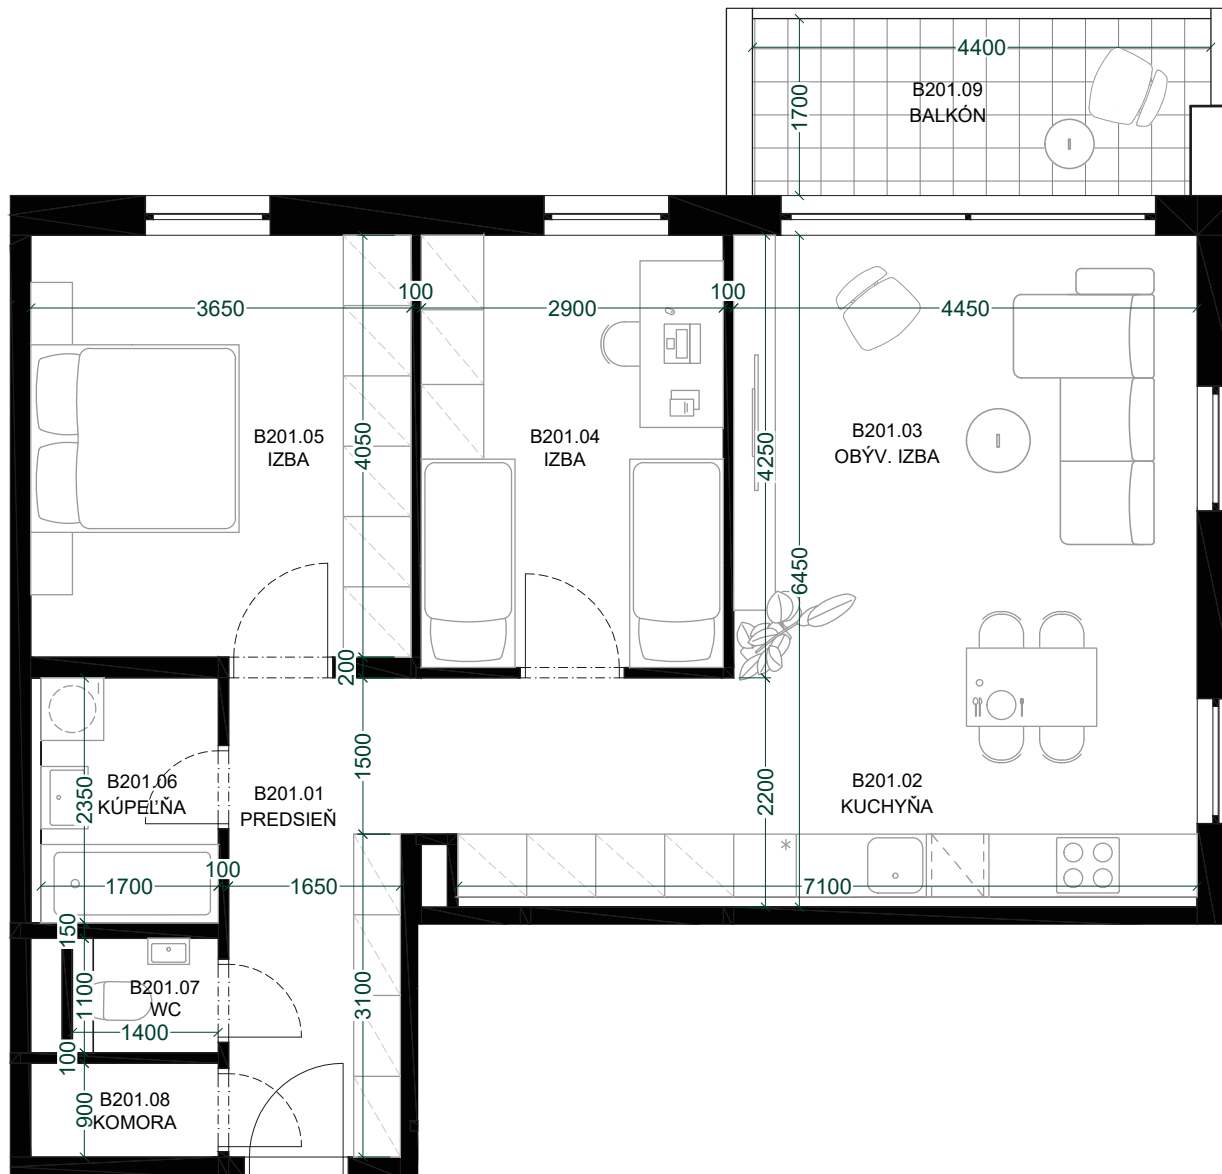 4400
B201.09
BALKÓN
1700
3650
100
2900
100
4450
B201.05
IZBA
4050
B201.04
IZBA
4250
B201.03
OBÝV. IZBA
6450
200
2350
B201.06
KÚPEĽŇA
B201.01
PREDSIEŇ
1500
2200
B201.02
KUCHYŇA
1700
100
1650
7100
150
1100
B201.07
WC
1400
3100
100
900
B201.08
KOMORA